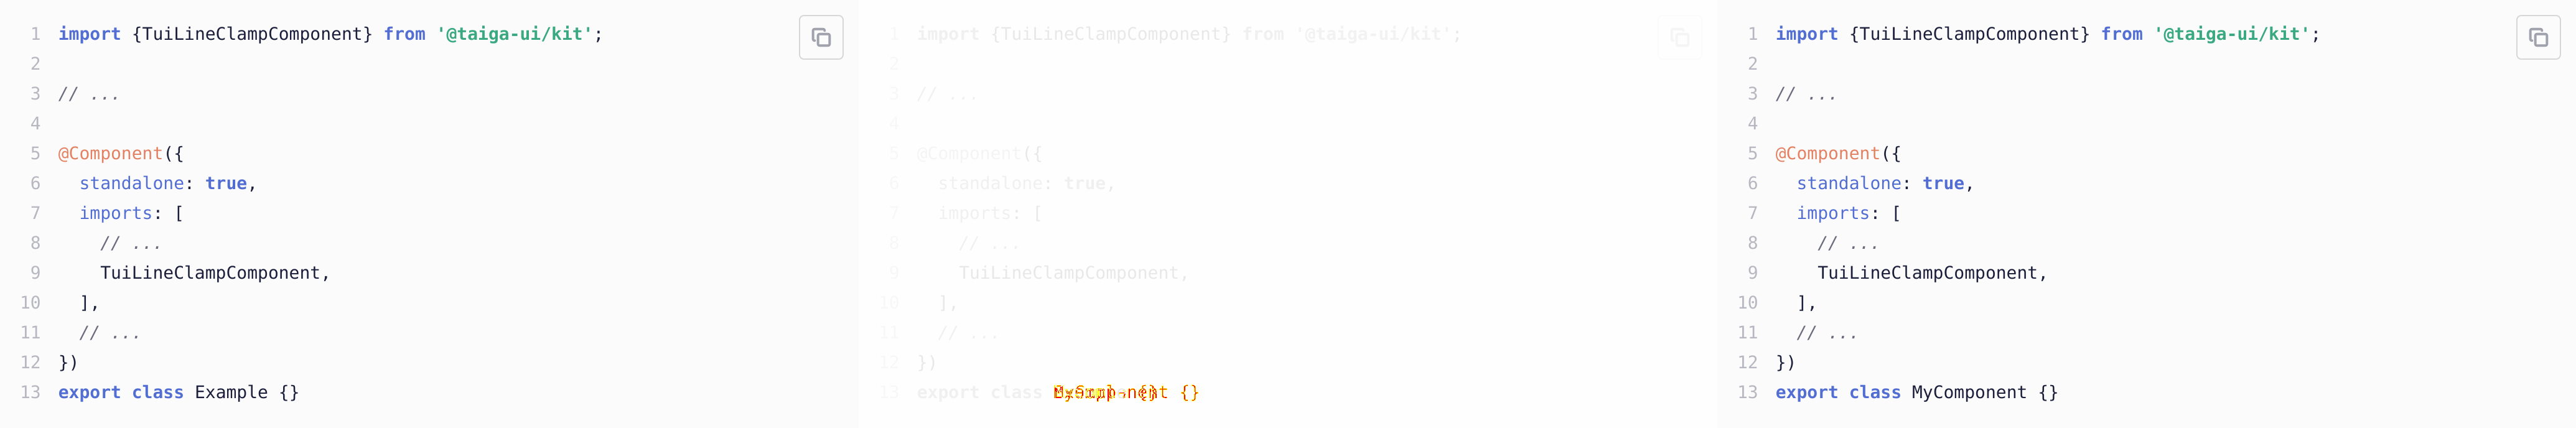 1 import {TuiLineClampComponent} from '@taiga-ui/kit';
2
3 // ...
4
5 @Component({
6 standalone: true,
7 imports: [
8 // ...
9 TuiLineClampComponent,
10 ],
11 // ...
12 })
13 export class Example {}
1 import {TuiLineClampComponent} from '@taiga-ui/kit';
2
3 // ...
4
5 @Component({
6 standalone: true,
7 imports: [
8 // ...
9 TuiLineClampComponent,
10 ],
11 // ...
12 })
13 export class
1 import {TuiLineClampComponent} from '@taiga-ui/kit';
2
3 // ...
4
5 @Component({
6 standalone: true,
7 imports: [
8 // ...
9 TuiLineClampComponent,
10 ],
11 // ...
12 })
13 export class MyComponent {}